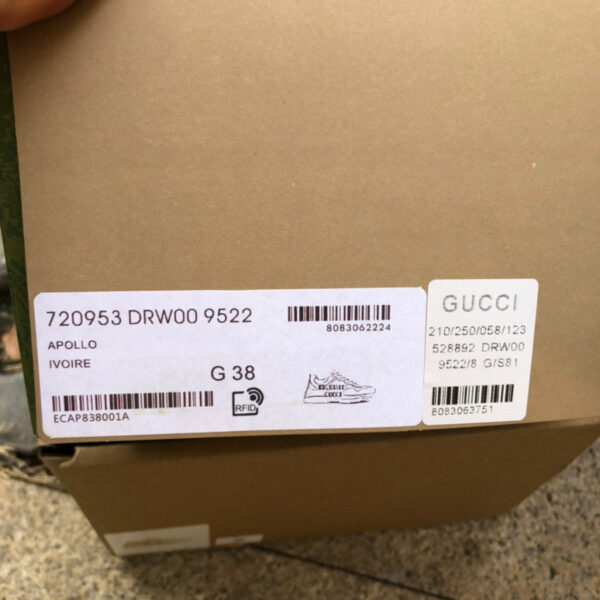 720953 DRW00 9522
8083062224
APOLLO
IVOIRE
G 38
RFID
GUCCI
ECAP838001A
GUCCI
210/250/058/123
528892 DRW00
9522/8 G/S81
8083063751